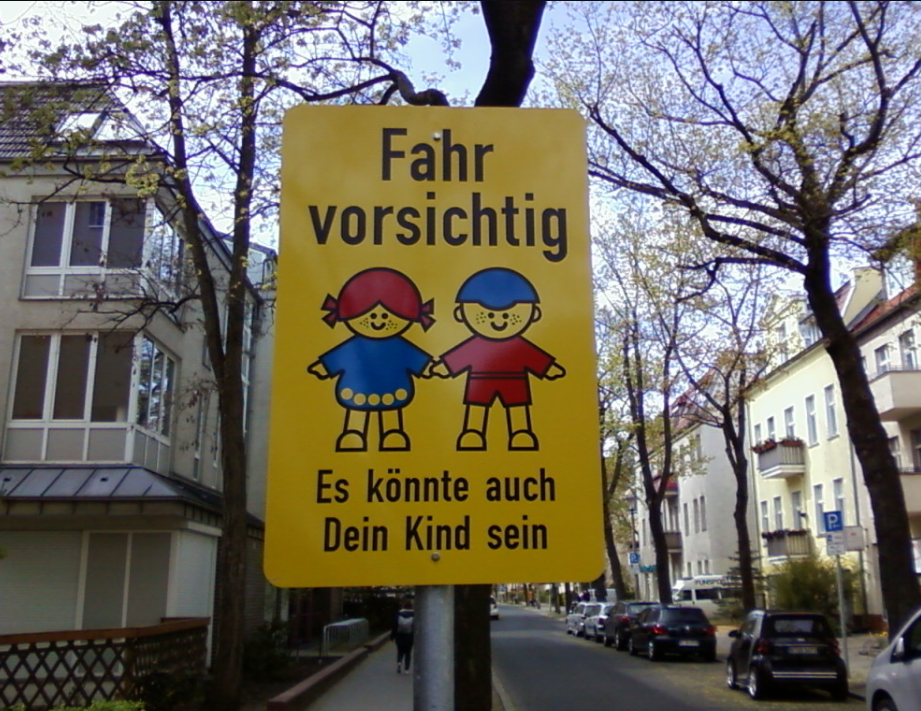 Fahr
vorsichtig
Es könnte auch
Dein Kind sein
P